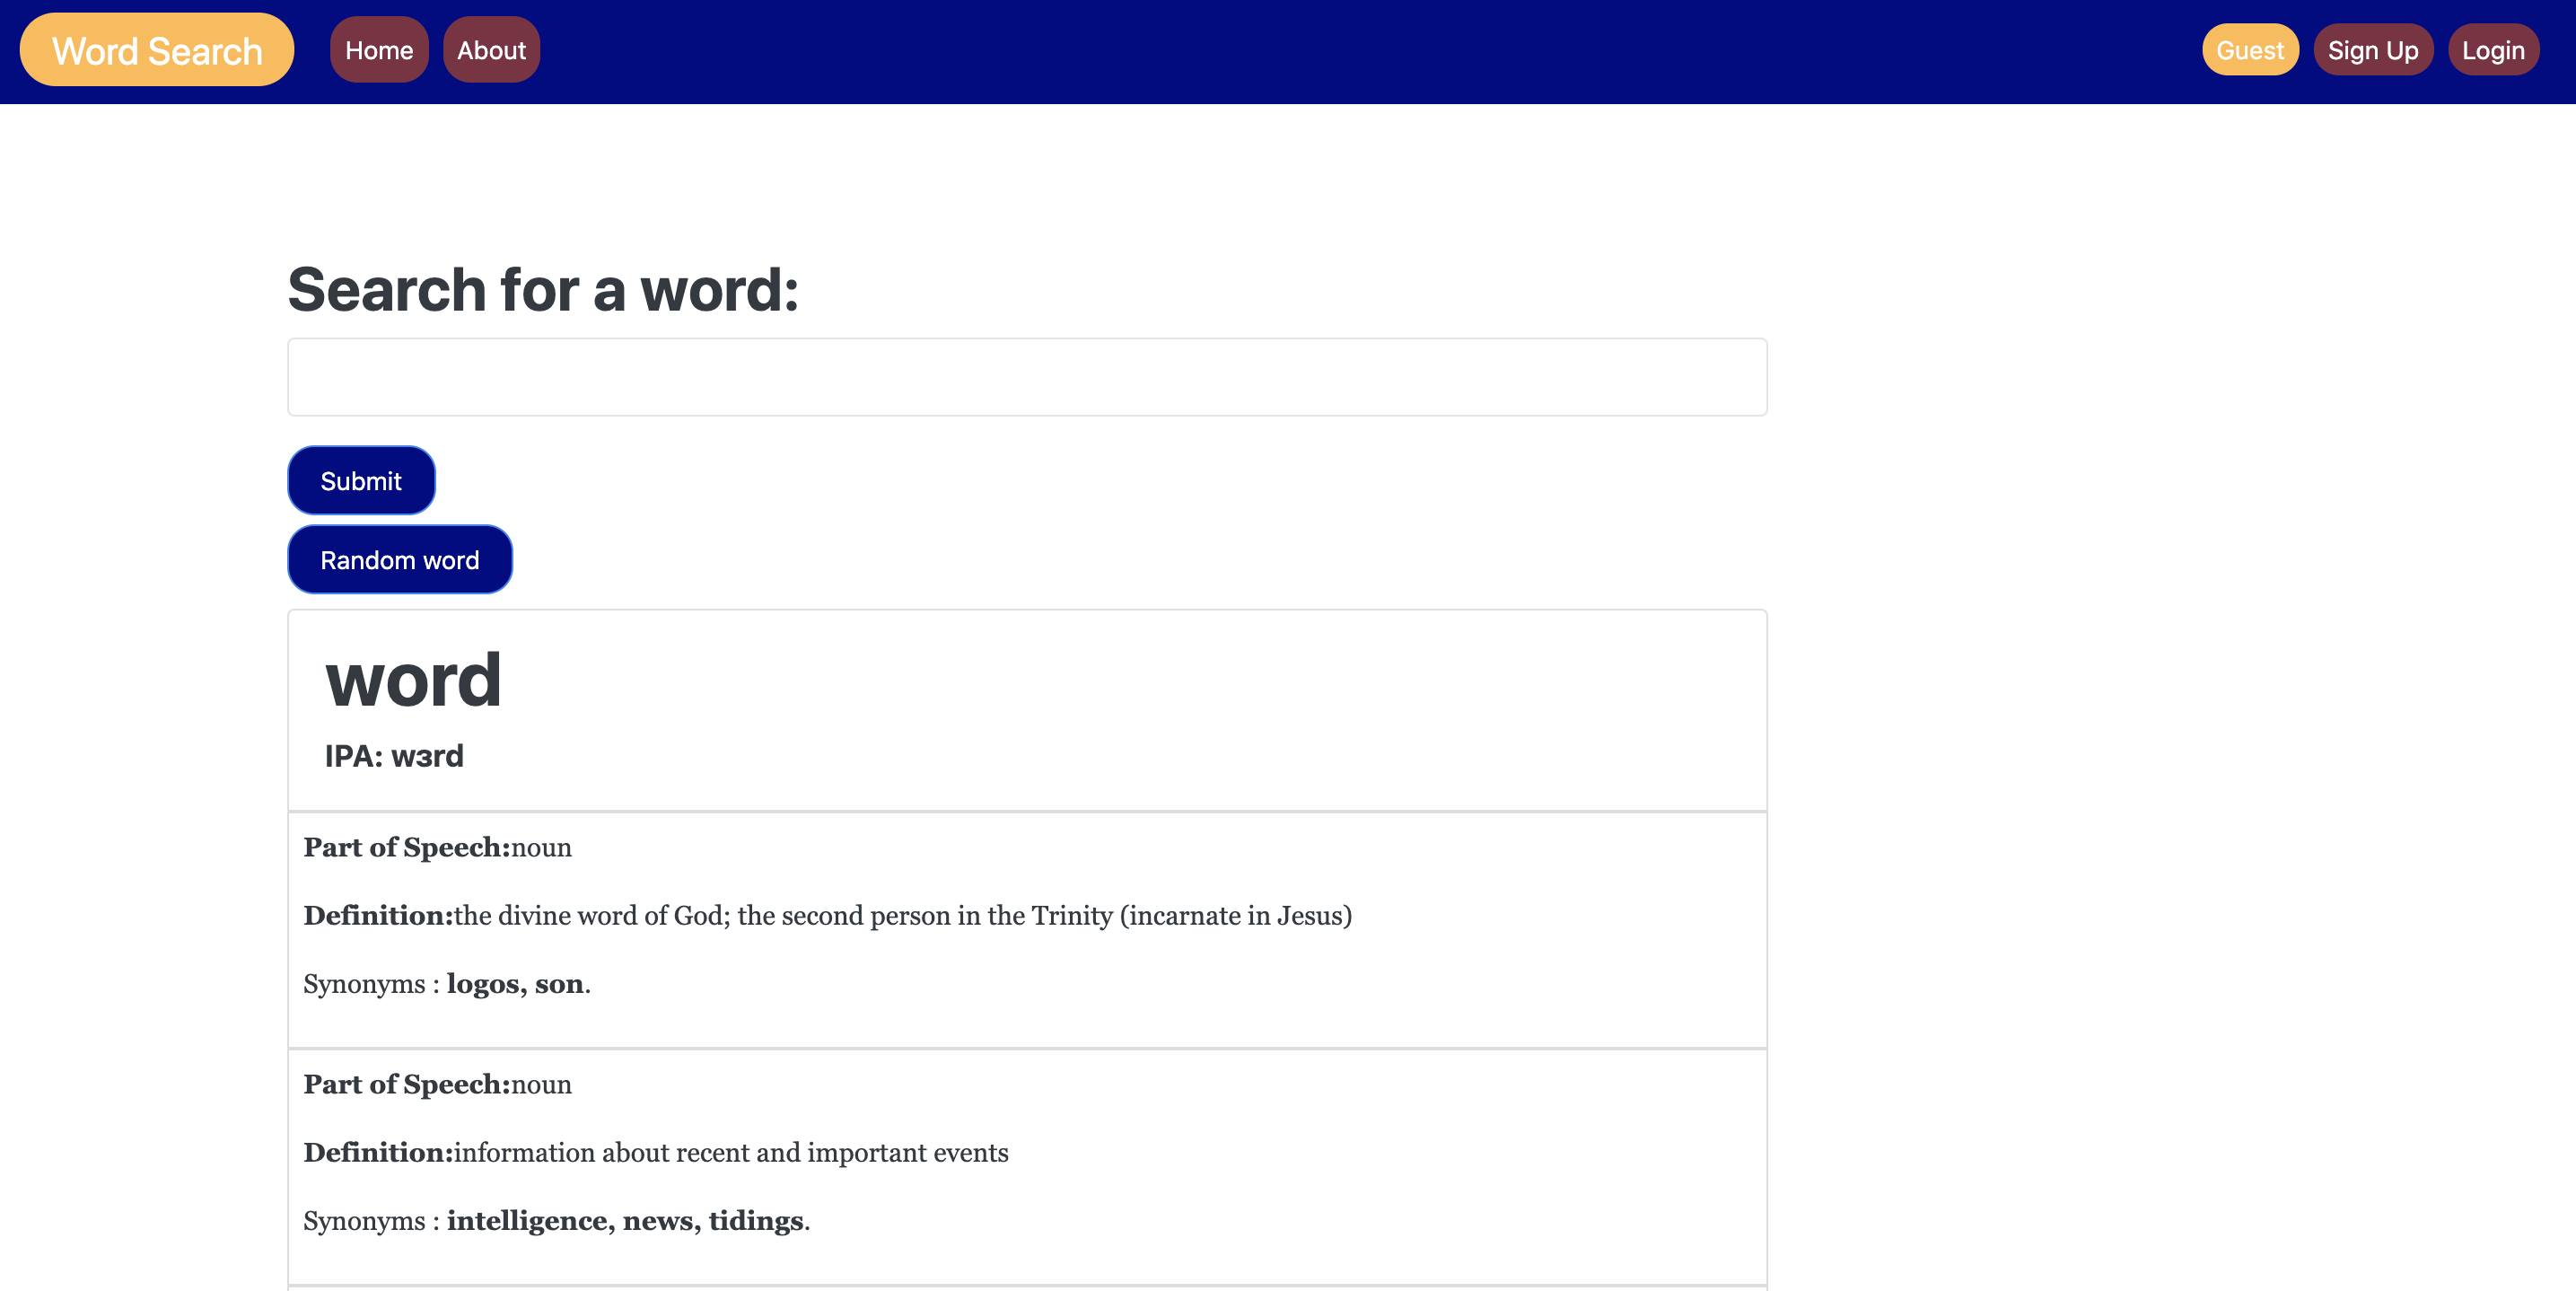 Word Search Home About Guest Sign Up Login
Search for a word:
Submit
Random word
word
IPA: wɜrd
Part of Speech:noun
Definition:the divine word of God; the second person in the Trinity (incarnate in Jesus)
Synonyms : logos, son.
Part of Speech:noun
Definition:information about recent and important events
Synonyms : intelligence, news, tidings.